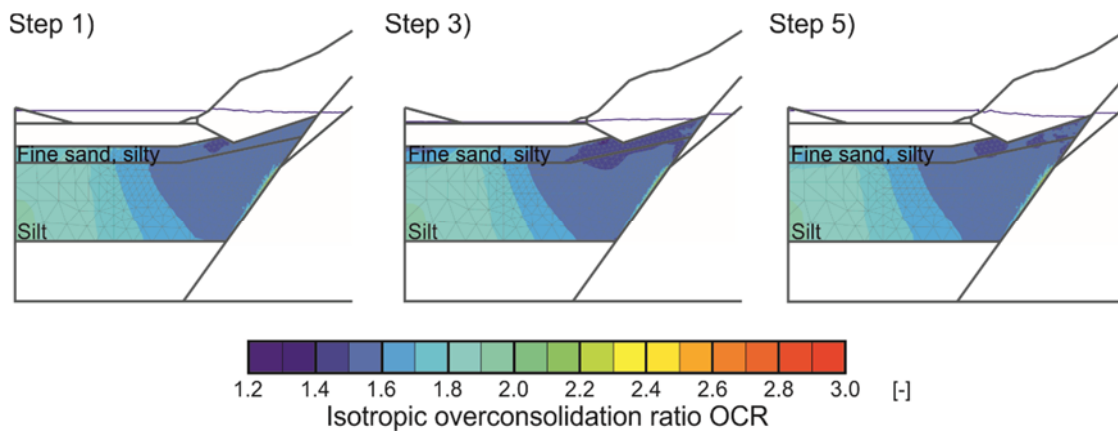 Step 1)
Step 3)
Step 5)
Fine sand, silty
Fine sand, silty
Fine sand, silty
Silt
Silt
Silt
1.2 1.4 1.6 1.8 2.0 2.2 2.4 2.6 2.8 3.0 [-]
Isotropic overconsolidation ratio OCR